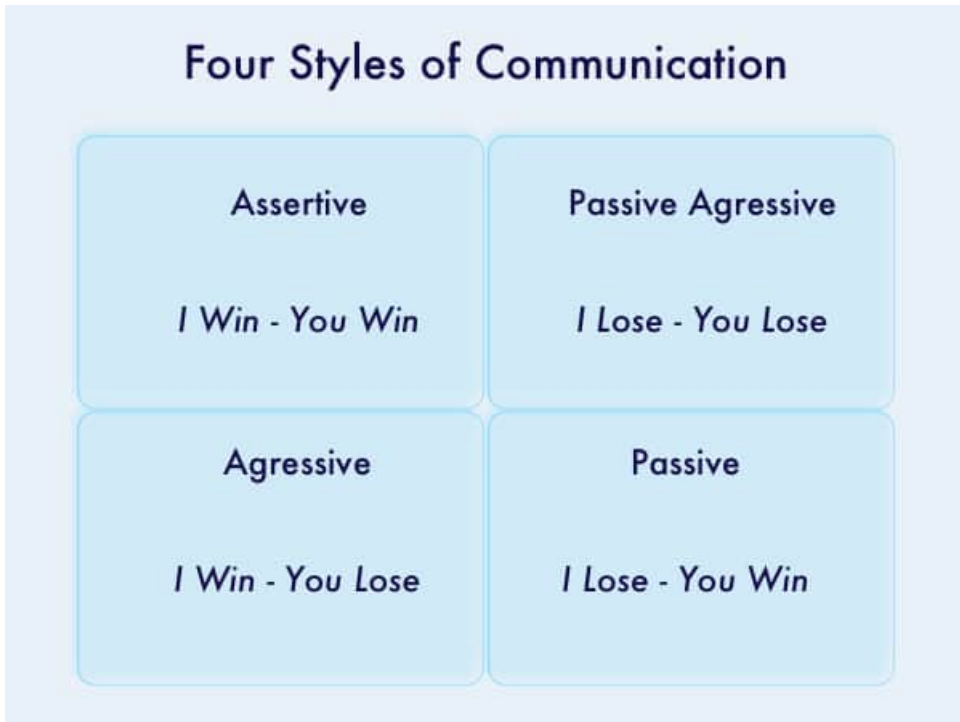 Four Styles of Communication
Assertive
I Win - You Win
Passive Agressive
I Lose - You Lose
Agressive
I Win - You Lose
Passive
I Lose - You Win